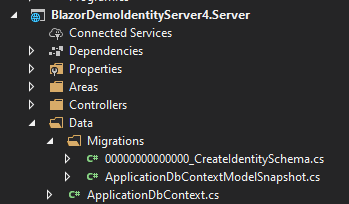 BlazorDemoIdentityServer4.Server
Connected Services
Dependencies
Properties
Areas
Controllers
Data
Migrations
C# 00000000000000_CreateIdentitySchema.cs
C# ApplicationDbContextModelSnapshot.cs
C# ApplicationDbContext.cs